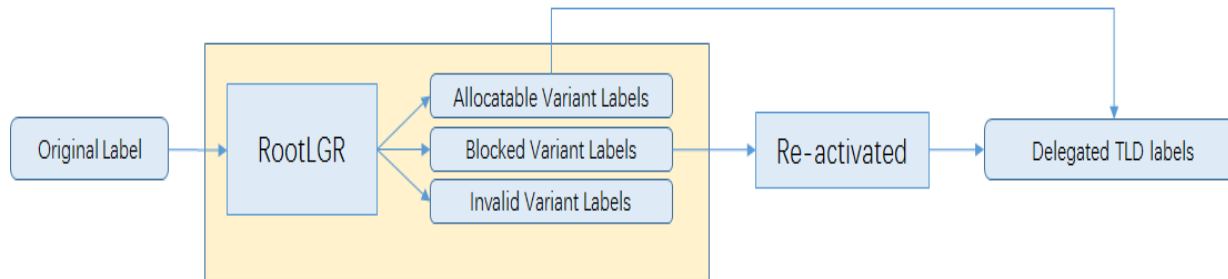 Original Label
RootLGR
Allocatable Variant Labels
Blocked Variant Labels
Invalid Variant Labels
Re-activated
Delegated TLD labels